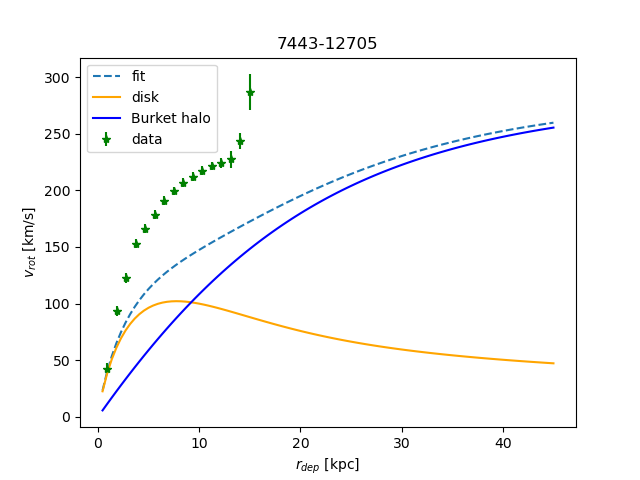 7443-12705
fit
disk
Burket halo
data
300
250
200
150
100
50
0
v_rot [km/s]
0 10 20 30 40
r_dep [kpc]